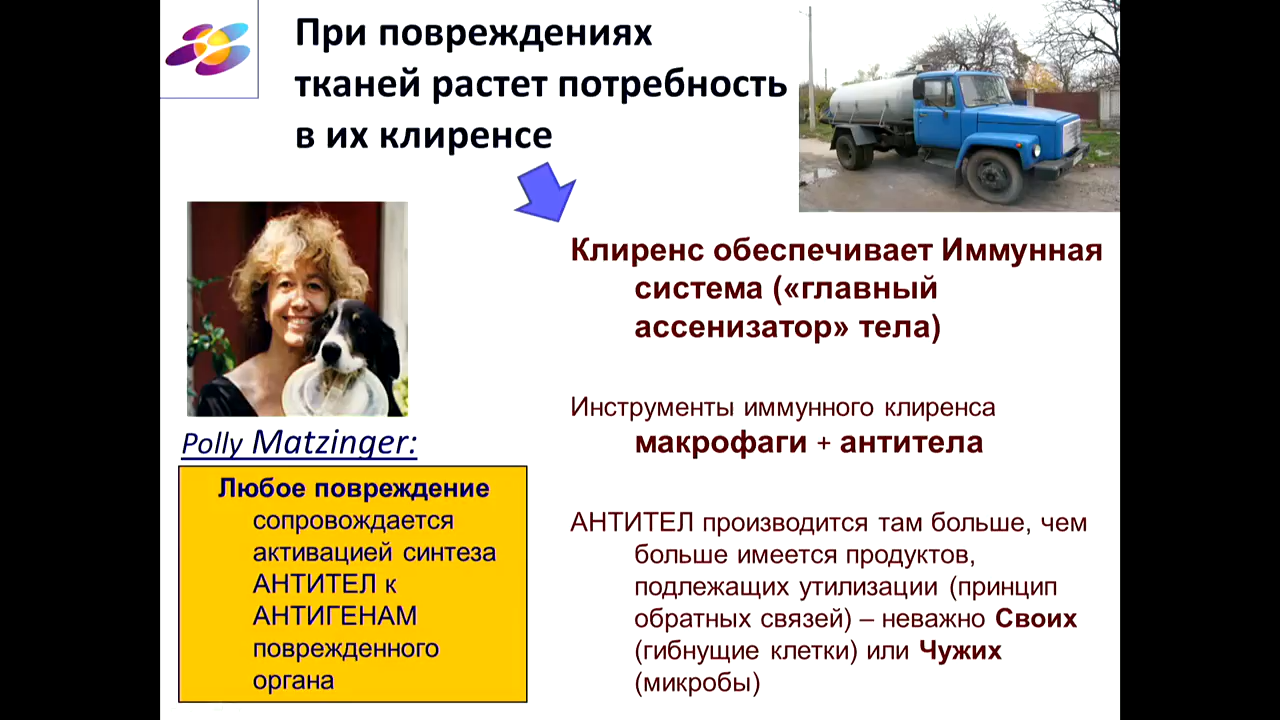 При повреждениях
тканей растет потребность
в их клиренсе
Polly Matzinger:
Любое повреждение
сопровождается
активацией синтеза
АНТИТЕЛ к
АНТИГЕНАМ
поврежденного
органа
Клиренс обеспечивает Иммунная
система («главный
ассенизатор» тела)
Инструменты иммунного клиренса
макрофаги + антитела
АНТИТЕЛ производится там больше, чем
больше имеется продуктов,
подлежащих утилизации (принцип
обратных связей) – неважно Своих
(гибнущие клетки) или Чужих
(микробы)